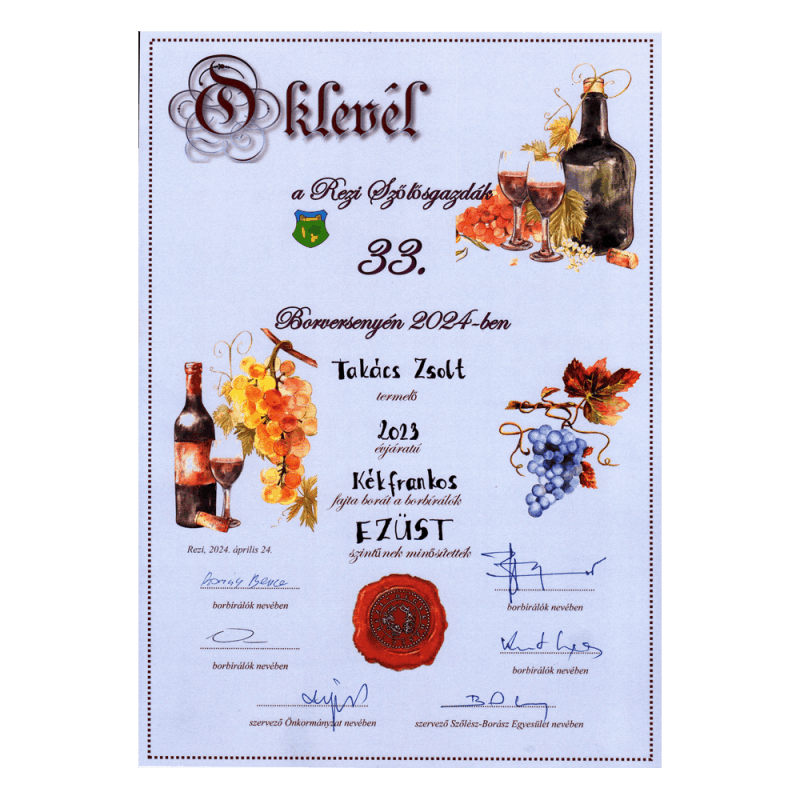 Oklevél
a Rezi Szőlősgazdák
33.
Borversenyén 2024-ben
Takács Zsolt
termelő
2023
évjáratú
Kékfrankos
fajta borát a borbírálók
EZÜST
szintűnek minősítették
Rezi, 2024. április 24.
borbírálók nevében
borbírálók nevében
borbírálók nevében
borbírálók nevében
szervező Önkormányzat nevében
szervező Szőlész-Borász Egyesület nevében